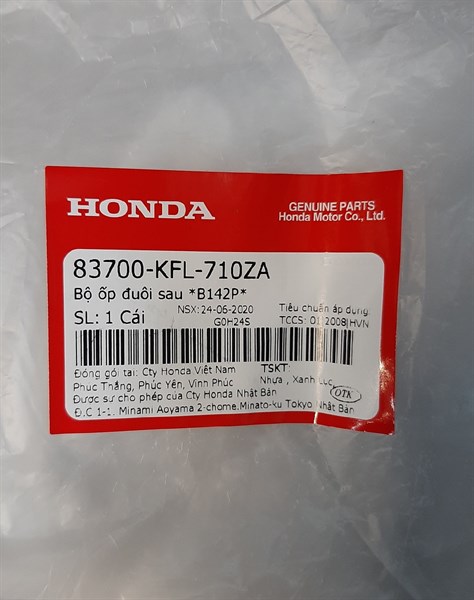 HONDA
GENUINE PARTS
Honda Motor Co., Ltd.
83700-KFL-710ZA
Bộ ốp đuôi sau *B142P*
SL: 1 Cái
NSX: 24-06-2020
G0H24S
Tiêu chuẩn áp dụng
TCCS: 01:2008|HVN
Đóng gói tại: Cty Honda Việt Nam
Phuc Thắng, Phúc Yên, Vinh Phúc
Được sự cho phép của Cty Honda Nhật Bản
Đ.C 1-1, Minami Aoyama 2-chome.Minato-ku Tokyo Nhật Bản
TSKT:
Nhựa , Xanh Lục
OTK